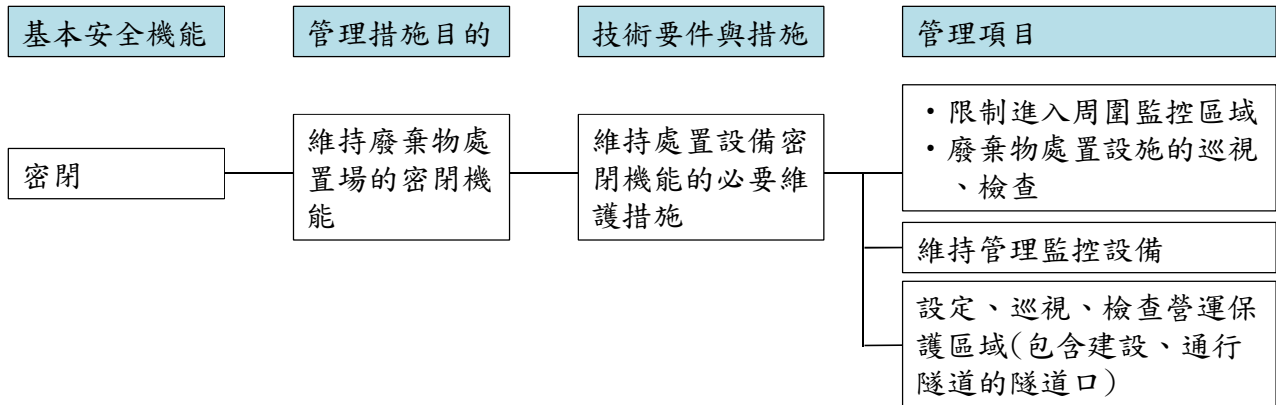 基本安全機能
管理措施目的
技術要件與措施
管理項目
密閉
維持廢棄物處
置場的密閉機
能
維持處置設備密
閉機能的必要維
護措施
・限制進入周圍監控區域
・廢棄物處置設施的巡視
、檢查
維持管理監控設備
設定、巡視、檢查營運保
護區域(包含建設、通行
隧道的隧道口)